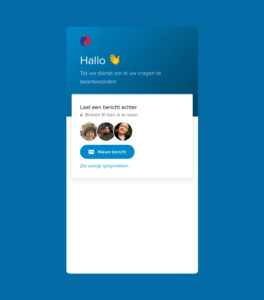 Hallo 👋
Tot uw dienst om al uw vragen te
beantwoorden
Laat een bericht achter
Binnen 1h ben ik er weer
Nieuw bericht
Zie vorige gesprekken